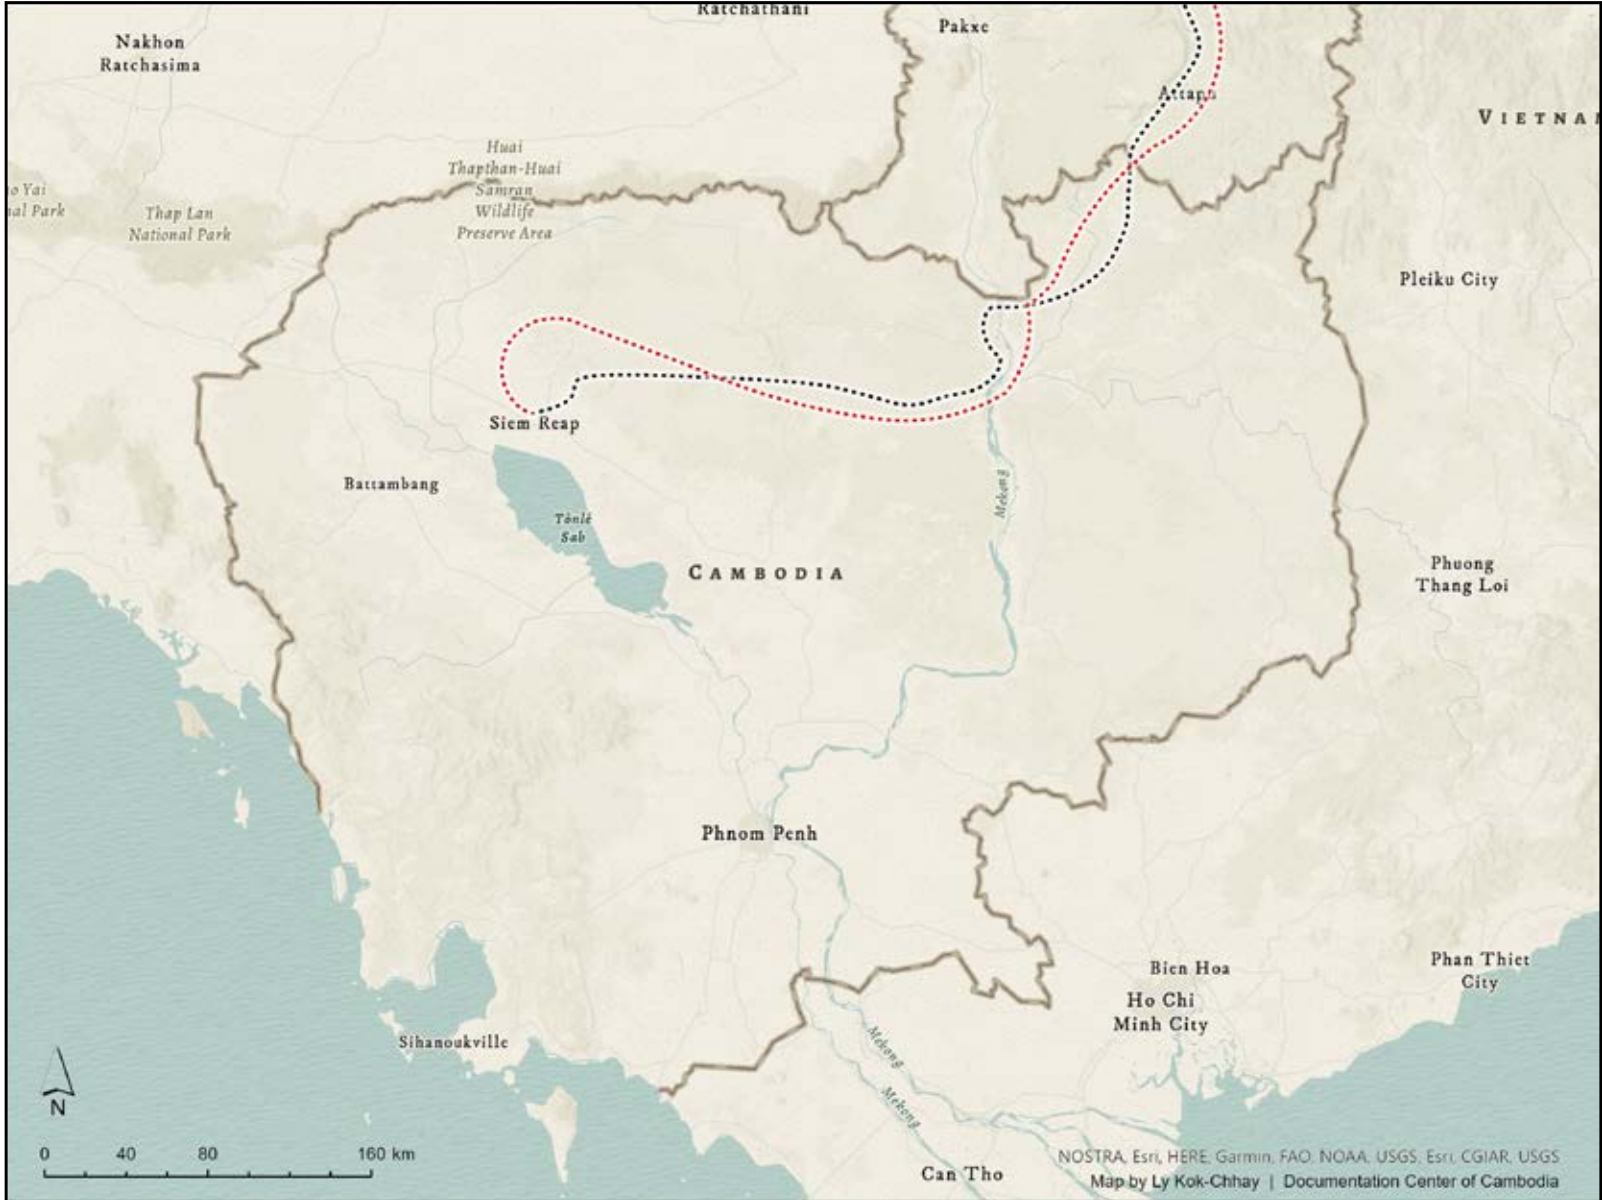 Ratchathani
Pakxe
Nakhon
Ratchasima
Attapu
VIETNA
Huai
Thapthan-Huai
Samran
Wildlife
Preserve Area
ao Yai
nal Park
Thap Lan
National Park
Pleiku City
Siem Reap
Battambang
Mekong
Tônlé
Sab
CAMBODIA
Phuong
Thang Loi
Phnom Penh
Bien Hoa
Phan Thiet
City
Ho Chi
Minh City
Sihanoukville
Mekong
Mekong
N
0 40 80 160 km
Can Tho
NOSTRA, Esri, HERE, Garmin, FAO, NOAA, USGS, Esri, CGIAR, USGS
Map by Ly Kok-Chhay | Documentation Center of Cambodia